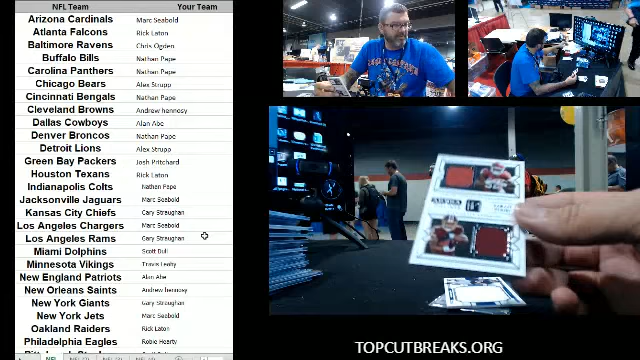 NFL Team Your Team
Arizona Cardinals Marc Seabold
Atlanta Falcons Rick Laton
Baltimore Ravens Chris Ogden
Buffalo Bills Nathan Pape
Carolina Panthers Nathan Pape
Chicago Bears Alex Strupp
Cincinnati Bengals Nathan Pape
Cleveland Browns Andrew hennosy
Dallas Cowboys Alan Abe
Denver Broncos Nathan Pape
Detroit Lions Alex Strupp
Green Bay Packers Josh Pritchard
Houston Texans Rick Laton
Indianapolis Colts Nathan Pape
Jacksonville Jaguars Marc Seabold
Kansas City Chiefs Gary Straughan
Los Angeles Chargers Marc Seabold
Los Angeles Rams Gary Straughan
Miami Dolphins Scott Dull
Minnesota Vikings Travis Leahy
New England Patriots Alan Abe
New Orleans Saints Andrew hennosy
New York Giants Gary Straughan
New York Jets Marc Seabold
Oakland Raiders Rick Laton
Philadelphia Eagles Robie Hearty
TOPCUTBREAKS.ORG